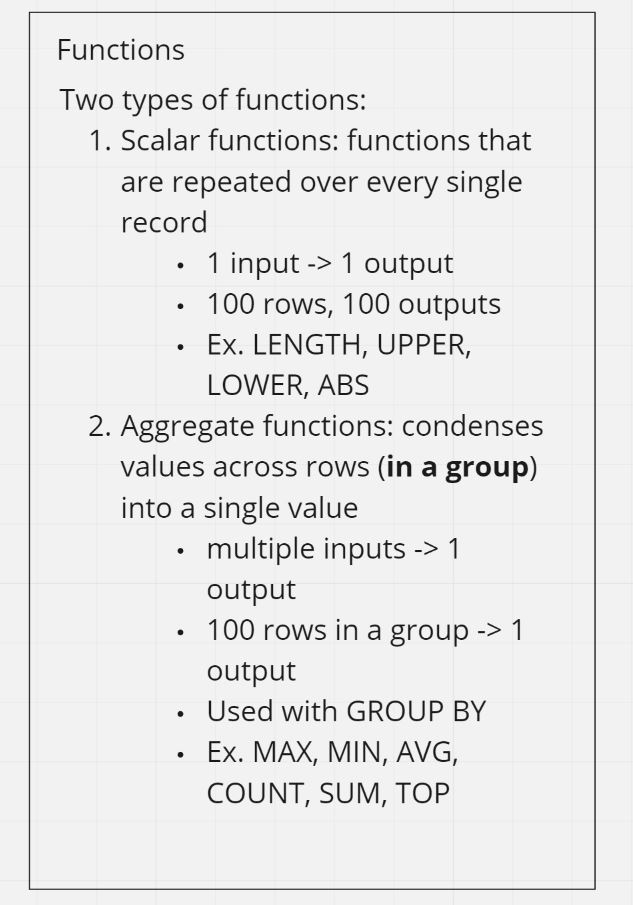 Functions
Two types of functions:
1. Scalar functions: functions that
are repeated over every single
record
• 1 input -> 1 output
• 100 rows, 100 outputs
• Ex. LENGTH, UPPER,
LOWER, ABS
2. Aggregate functions: condenses
values across rows (in a group)
into a single value
• multiple inputs -> 1
output
• 100 rows in a group -> 1
output
• Used with GROUP BY
• Ex. MAX, MIN, AVG,
COUNT, SUM, TOP